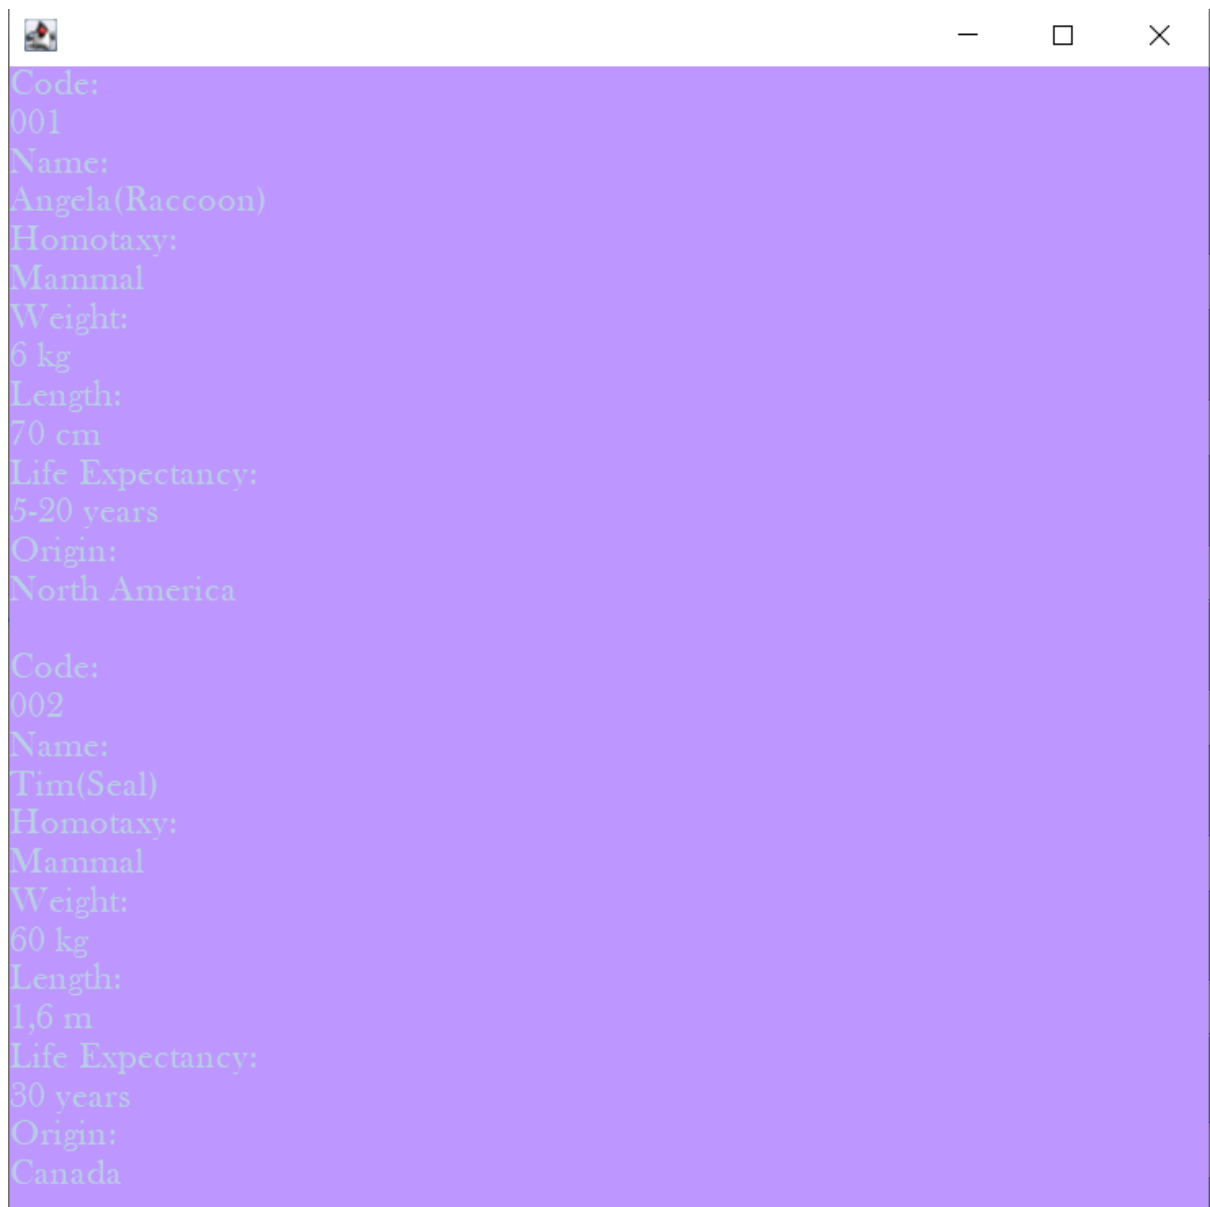 Code:
001
Name:
Angela(Raccoon)
Homotaxy:
Mammal
Weight:
6 kg
Length:
70 cm
Life Expectancy:
5-20 years
Origin:
North America
Code:
002
Name:
Tim(Seal)
Homotaxy:
Mammal
Weight:
60 kg
Length:
1,6 m
Life Expectancy:
30 years
Origin:
Canada